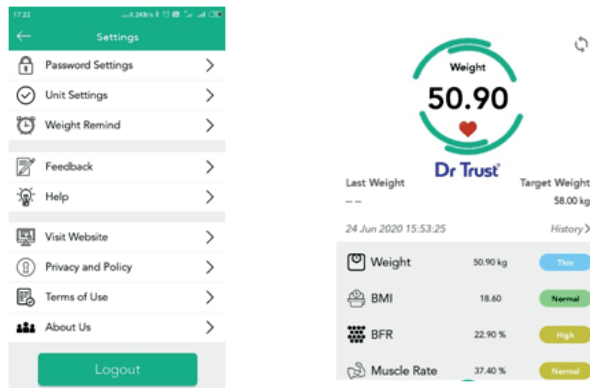 17:22
Settings
Password Settings
Unit Settings
Weight Remind
Feedback
Help
Visit Website
Privacy and Policy
Terms of Use
About Us
Logout
Weight
50.90
Dr Trust
Last Weight Target Weight
-- -- 58.00 kg
24 Jun 2020 15:53:25 History
Weight 50.90 kg Thin
BMI 18.60 Normal
BFR 22.90 % High
Muscle Rate 37.40 % Normal